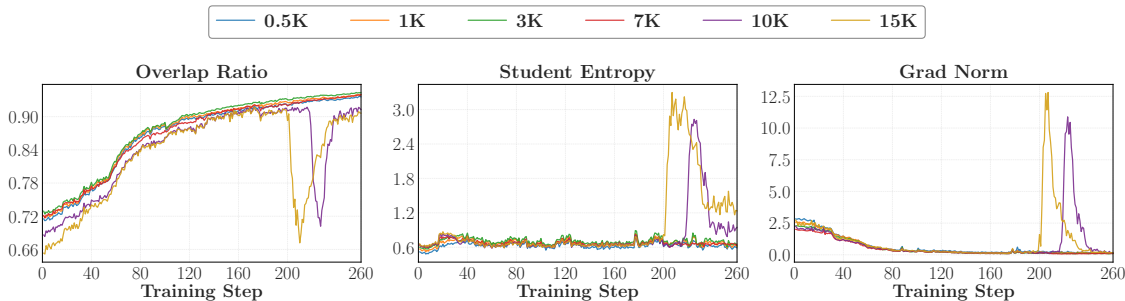 0.5K 1K 3K 7K 10K 15K
Overlap Ratio
0.90
0.84
0.78
0.72
0.66
0 40 80 120 160 200 260
Training Step
Student Entropy
3.0
2.4
1.8
1.2
0.6
0 40 80 120 160 200 260
Training Step
Grad Norm
12.5
10.0
7.5
5.0
2.5
0.0
0 40 80 120 160 200 260
Training Step